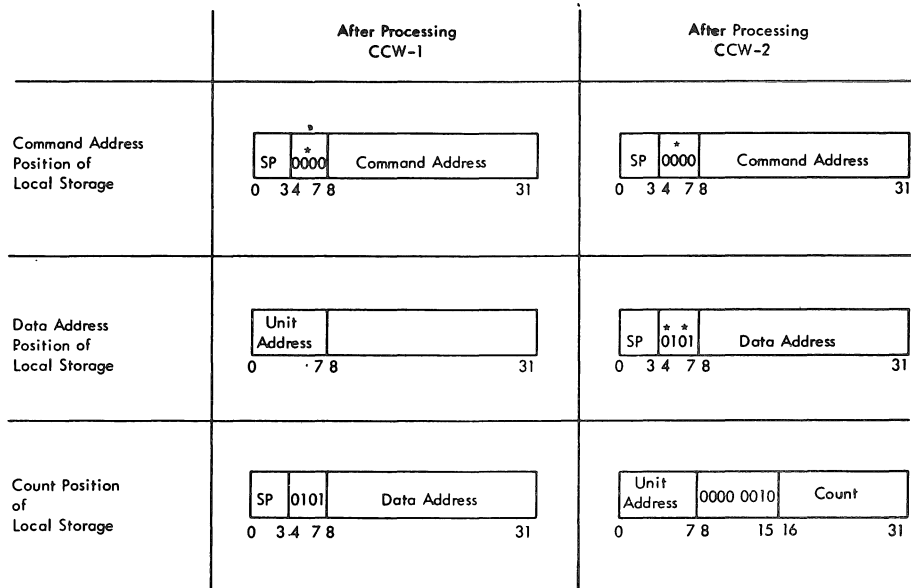 After Processing
CCW-1
After Processing
CCW-2
Command Address
Position of
Local Storage
SP * 0000 Command Address
0 3 4 7 8 31
SP * 0000 Command Address
0 3 4 7 8 31
Data Address
Position of
Local Storage
Unit
Address
0 7 8 31
* *
SP 0101 Data Address
0 3 4 7 8 31
Count Position
of
Local Storage
SP 0101 Data Address
0 3 4 7 8 31
Unit
Address 0000 0010 Count
0 7 8 15 16 31